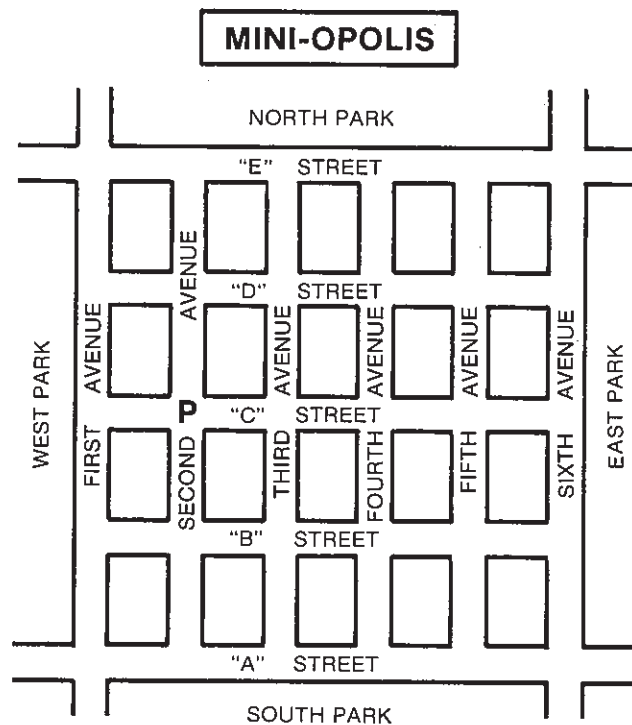 MINI-OPOLIS
NORTH PARK
"E" STREET
AVENUE
"D" STREET
AVENUE
AVENUE
AVENUE
AVENUE
AVENUE
WEST PARK
EAST PARK
P
"C" STREET
FIRST
SECOND
THIRD
FOURTH
FIFTH
SIXTH
"B" STREET
"A" STREET
SOUTH PARK